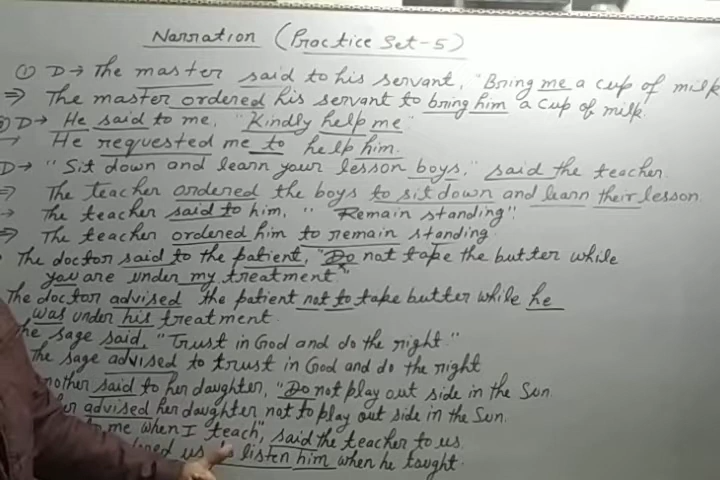 Narration (Practice Set-5)
① D→ The master said to his servant, "Bring me a cup of milk
⇒ The master ordered his servant to bring him a cup of milk.
D→ He said to me, "Kindly help me"
→ He requested me to help him.
D→ "Sit down and learn your lesson boys," said the teacher.
⇒ The teacher ordered the boys to sit down and learn their lesson.
→ The teacher said to him, "Remain standing".
⇒ The teacher ordered him to remain standing.
The doctor said to the patient, "Do not take the butter while
you are under my treatment"
The doctor advised the patient not to take butter while he
was under his treatment.
sage said, "Trust in God and do the right."
The sage advised to trust in God and do the right
mother said to her daughter, "Do not play out side in the Sun.
advised her daughter not to play out side in the Sun.
me when I teach", said the teacher to us.
us to listen him when he taught.